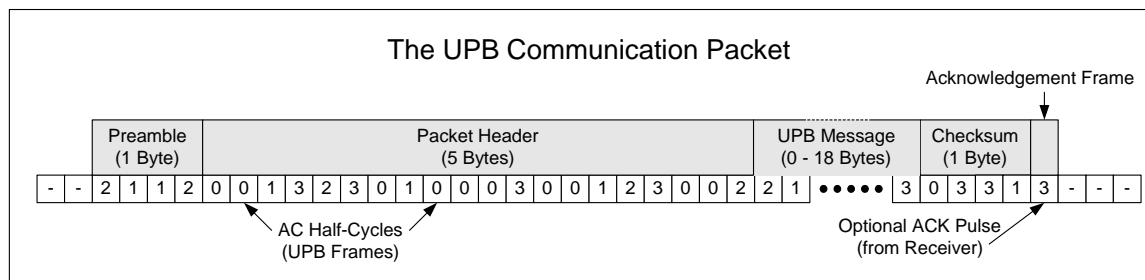 The UPB Communication Packet
Acknowledgement Frame
Preamble
(1 Byte)
Packet Header
(5 Bytes)
UPB Message
(0 - 18 Bytes)
Checksum
(1 Byte)
- - 2 1 1 2 0 0 1 3 2 3 0 1 0 0 0 3 0 0 1 2 3 0 0 2 2 1 ●●●●● 3 0 3 3 1 3 - - -
AC Half-Cycles
(UPB Frames)
Optional ACK Pulse
(from Receiver)